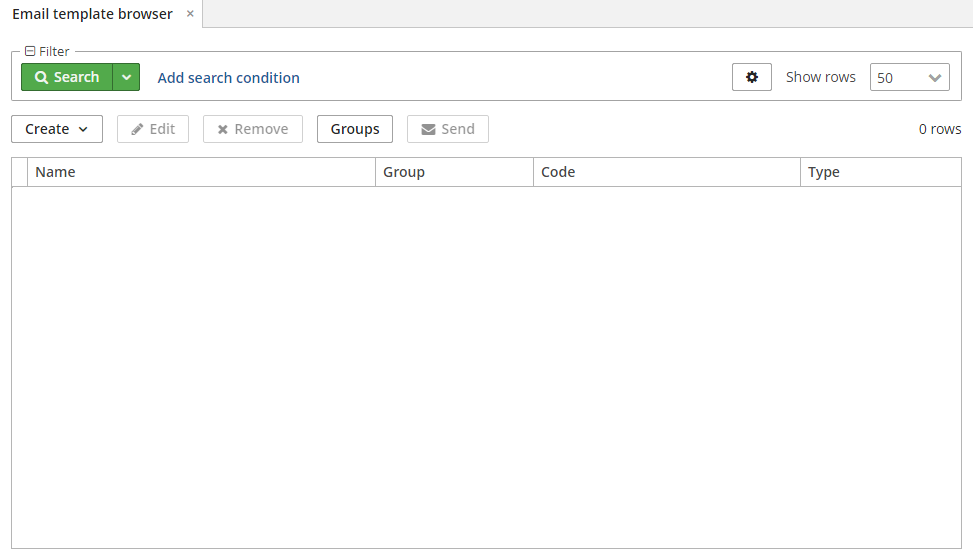 Email template browser ×
Filter
Search Add search condition Show rows 50
Create Edit Remove Groups Send 0 rows
Name Group Code Type